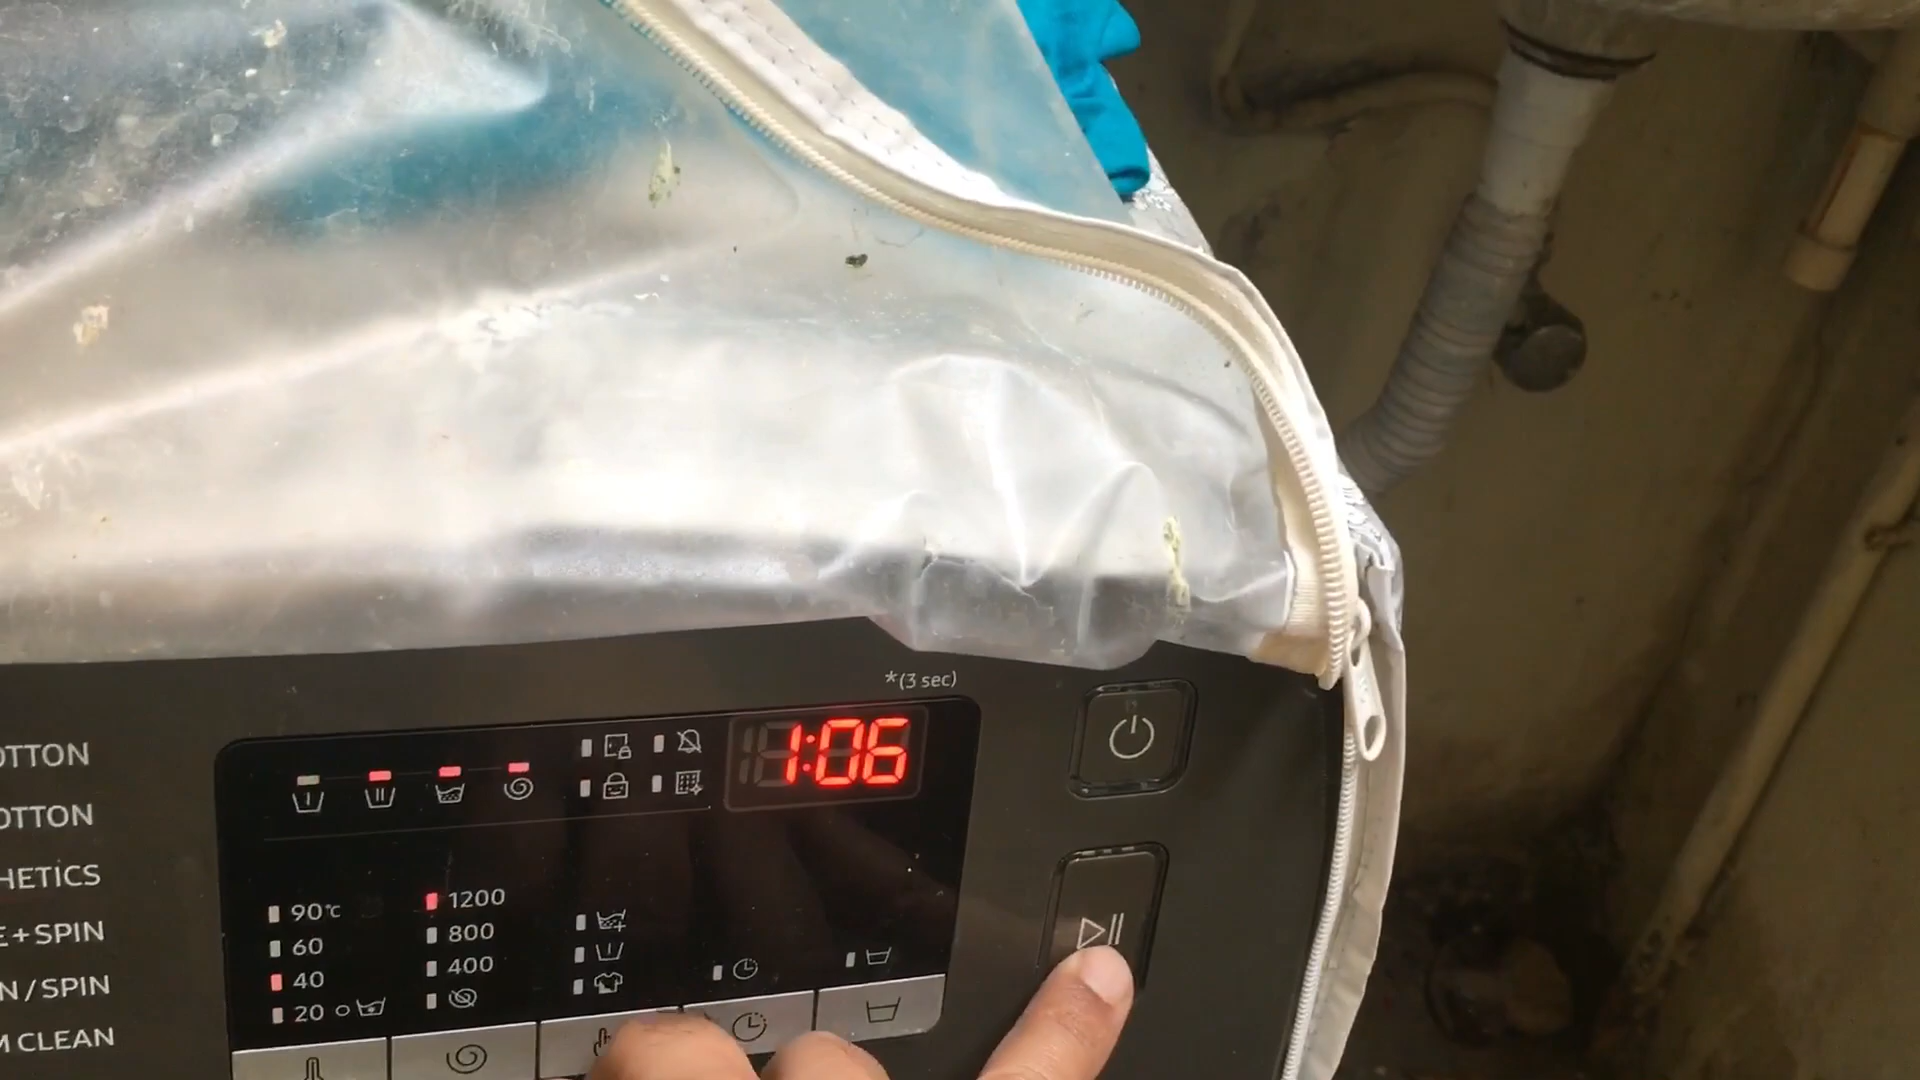 *(3 sec)
1:06
OTTON
OTTON
HETICS
E+SPIN
N/SPIN
M CLEAN
90°c
60
40
20
1200
800
400